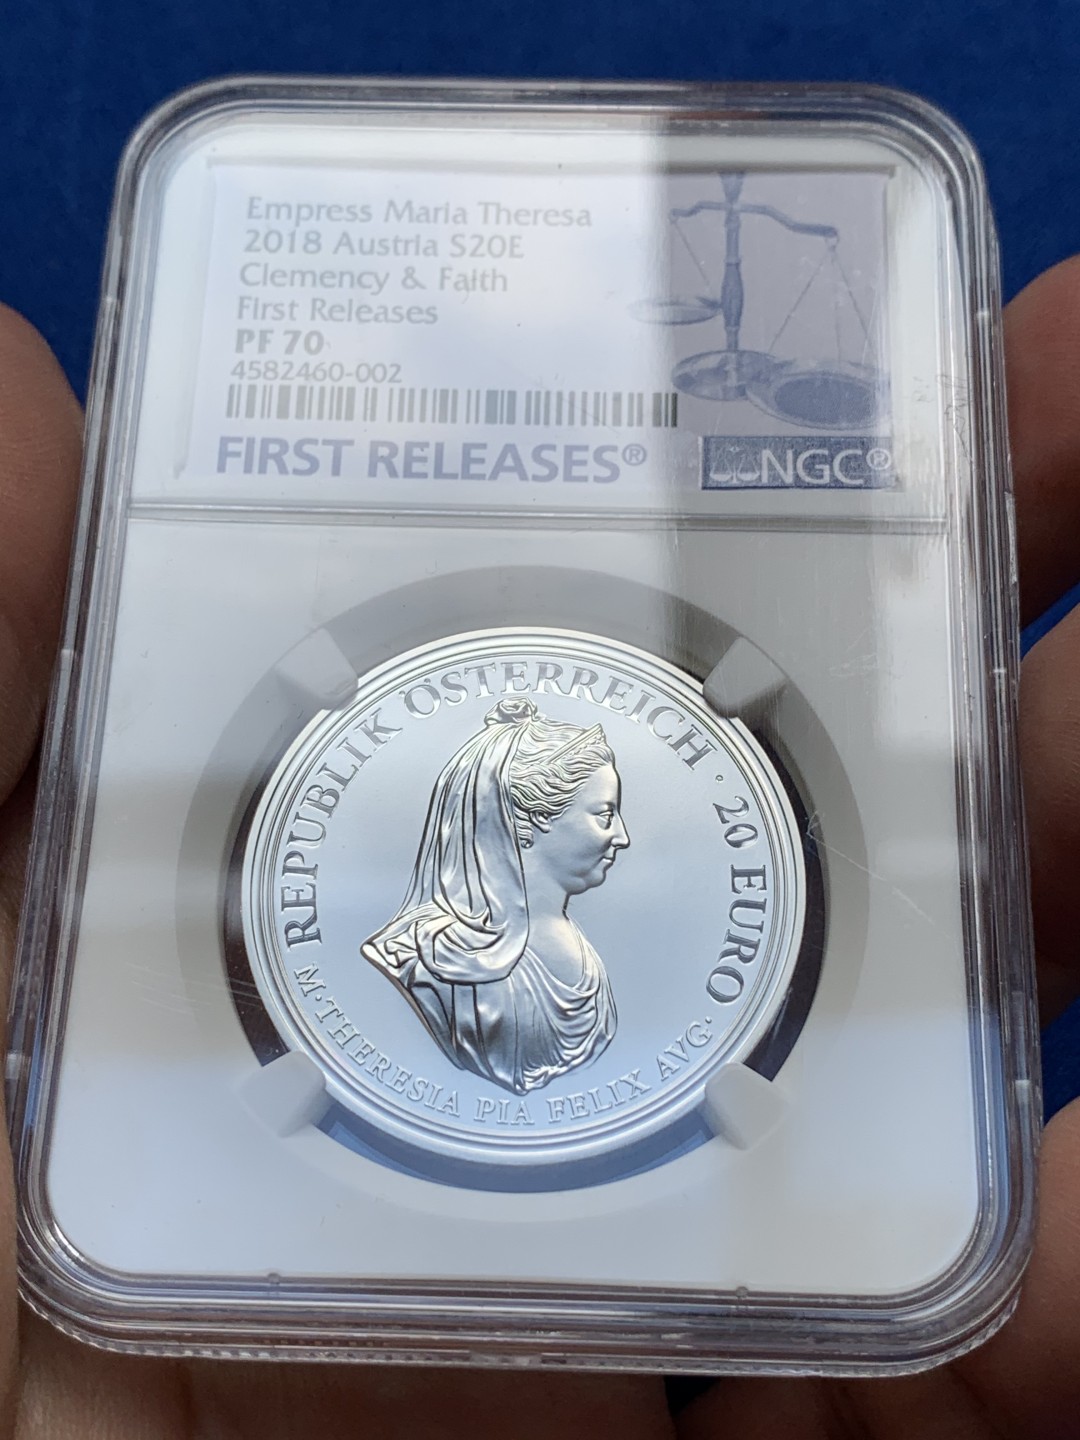 Empress Maria Theresa
2018 Austria S20E
Clemency & Faith
First Releases
PF 70
4582460-002
FIRST RELEASES®
NGC®
REPUBLIK ÖSTERREICH · 20 EURO
M · THERESIA PIA FELIX AVG ·